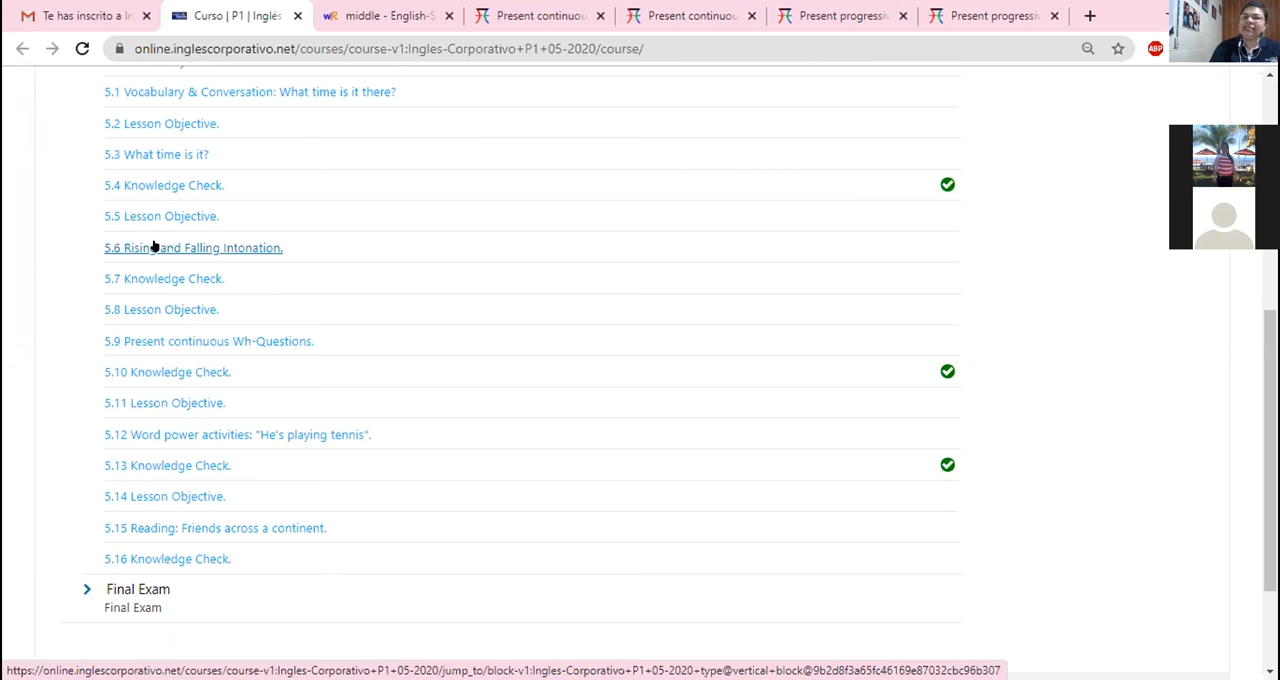 Te has inscrito a In
Curso | P1 | Inglés
wR middle - English-S
Present continuou
Present continuou
Present progressiv
Present progressiv
online.inglescorporativo.net/courses/course-v1:Ingles-Corporativo+P1+05-2020/course/
ABP
5.1 Vocabulary & Conversation: What time is it there?
5.2 Lesson Objective.
5.3 What time is it?
5.4 Knowledge Check.
5.5 Lesson Objective.
5.6 Rising and Falling Intonation.
5.7 Knowledge Check.
5.8 Lesson Objective.
5.9 Present continuous Wh-Questions.
5.10 Knowledge Check.
5.11 Lesson Objective.
5.12 Word power activities: "He's playing tennis".
5.13 Knowledge Check.
5.14 Lesson Objective.
5.15 Reading: Friends across a continent.
5.16 Knowledge Check.
Final Exam
Final Exam
https://online.inglescorporativo.net/courses/course-v1:Ingles-Corporativo+P1+05-2020/jump_to/block-v1:Ingles-Corporativo+P1+05-2020+type@vertical+block@9b2d8f3a65fc46169e87032cbc96b307